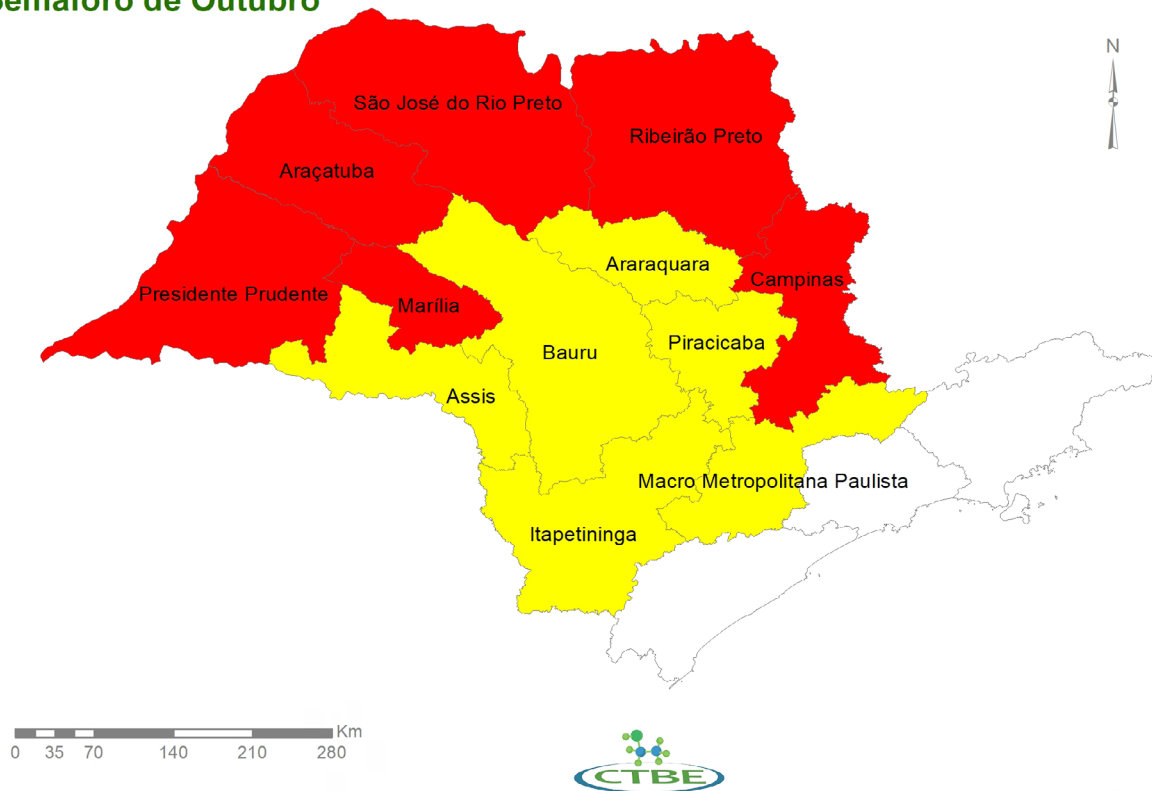 Semáforo de Outubro
N
São José do Rio Preto
Ribeirão Preto
Araçatuba
Araraquara
Campinas
Presidente Prudente
Marília
Piracicaba
Bauru
Assis
Macro Metropolitana Paulista
Itapetininga
Km
0 35 70 140 210 280
CTBE